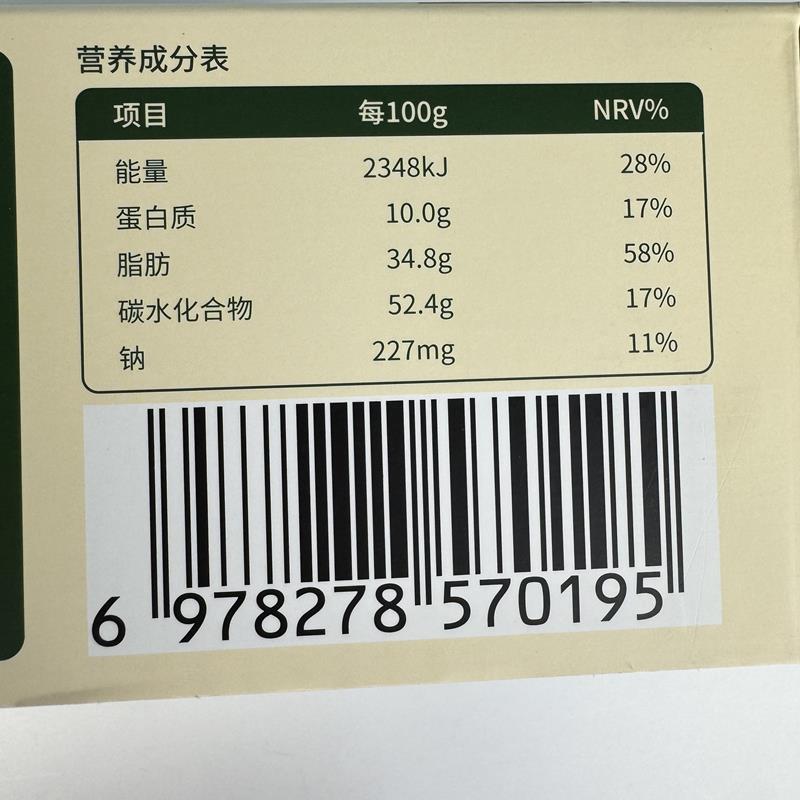 营养成分表
项目 每100g NRV%
能量 2348kJ 28%
蛋白质 10.0g 17%
脂肪 34.8g 58%
碳水化合物 52.4g 17%
钠 227mg 11%
6 978278 570195